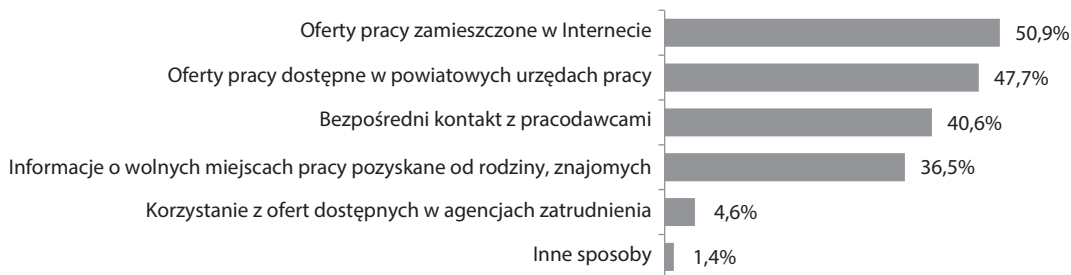 Oferty pracy zamieszczone w Internecie 50,9%
Oferty pracy dostępne w powiatowych urzędach pracy 47,7%
Bezpośredni kontakt z pracodawcami 40,6%
Informacje o wolnych miejscach pracy pozyskane od rodziny, znajomych 36,5%
Korzystanie z ofert dostępnych w agencjach zatrudnienia 4,6%
Inne sposoby 1,4%